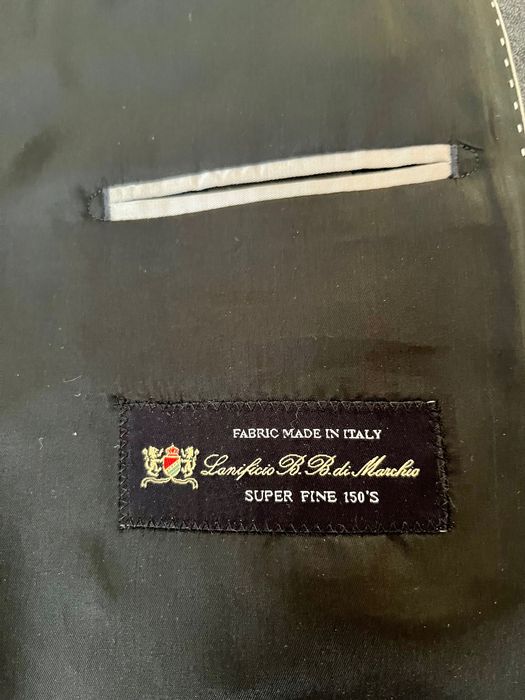 FABRIC MADE IN ITALY
Lanificio B. B. di Marchio
SUPER FINE 150'S